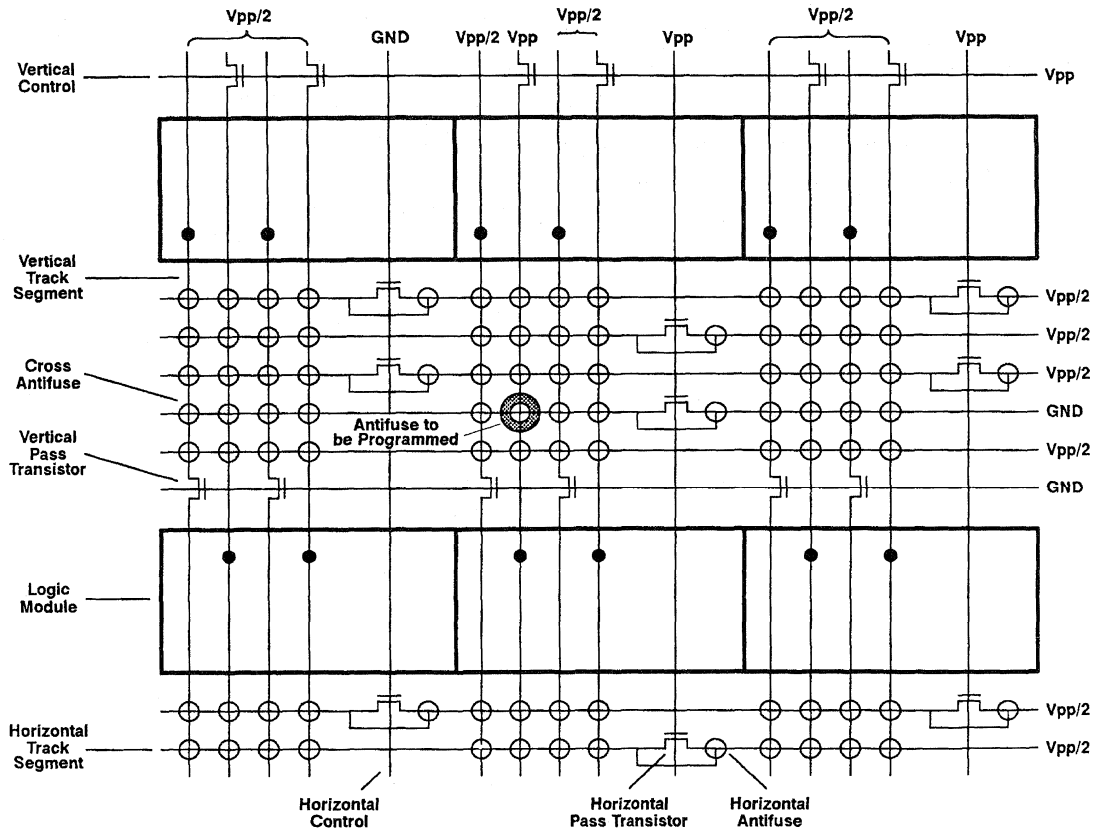 Vpp/2
GND
Vpp/2 Vpp
Vpp/2
Vpp
Vpp/2
Vpp
Vertical
Control
Vpp
Vertical
Track
Segment
Vpp/2
Vpp/2
Cross
Antifuse
Vpp/2
GND
Antifuse to
be Programmed
Vertical
Pass
Transistor
Vpp/2
GND
Logic
Module
Vpp/2
Horizontal
Track
Segment
Vpp/2
Horizontal
Control
Horizontal
Pass Transistor
Horizontal
Antifuse